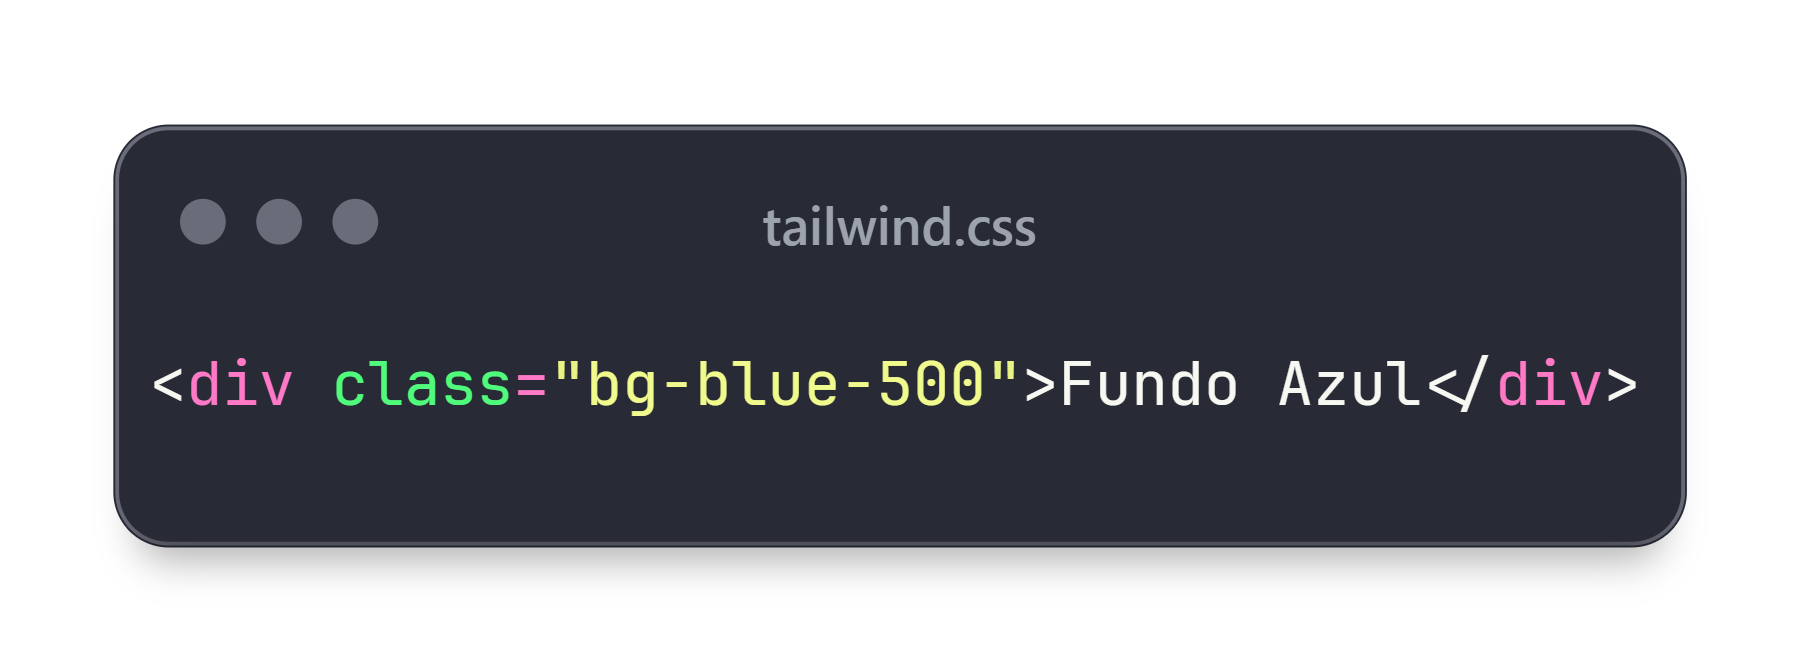 tailwind.css
<div class="bg-blue-500">Fundo Azul</div>